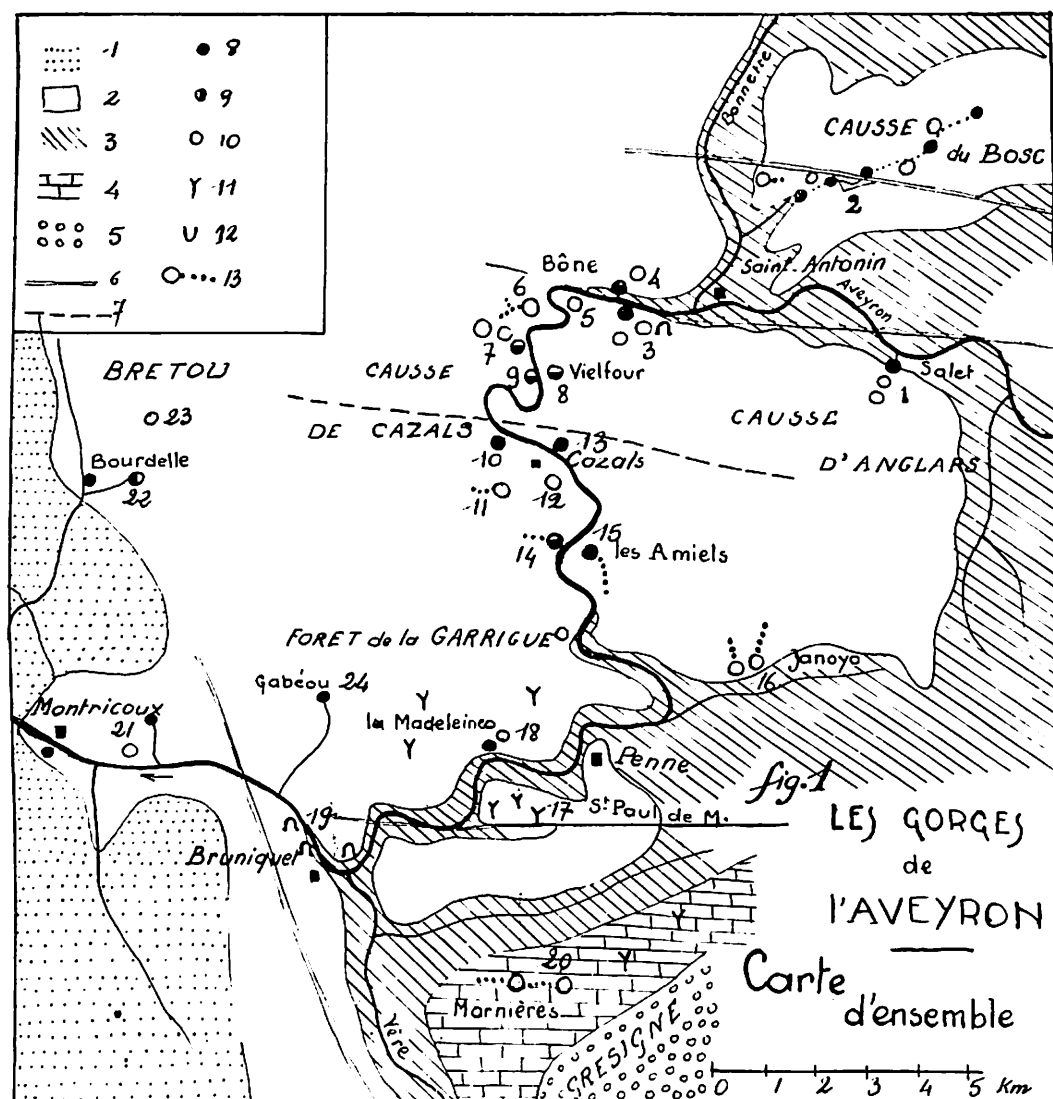 1
2
3
4
5
6
7
8
9
10
11
12
13
Bonnette
CAUSSE
du BOSC
2
Saint-Antonin
Aveyron
Bône
4
6
5
3
7
Salet
1
BRETOU
CAUSSE
9
Vielfour
8
CAUSSE
23
DE CAZALS
13
D'ANGLARS
Bourdelle
10
Cazals
22
11
12
14
15
les Amiels
FORET de la GARRIGUE
Janoyo
16
Gabéou 24
Montricoux
21
la Madeleine
18
Penne
fig.1
17
St Paul de M.
19
Bruniquel
LES GORGES
de
l'AVEYRON
20
Carte
d'ensemble
Mornières
Vère
GRESIGNE
0 1 2 3 4 5 Km